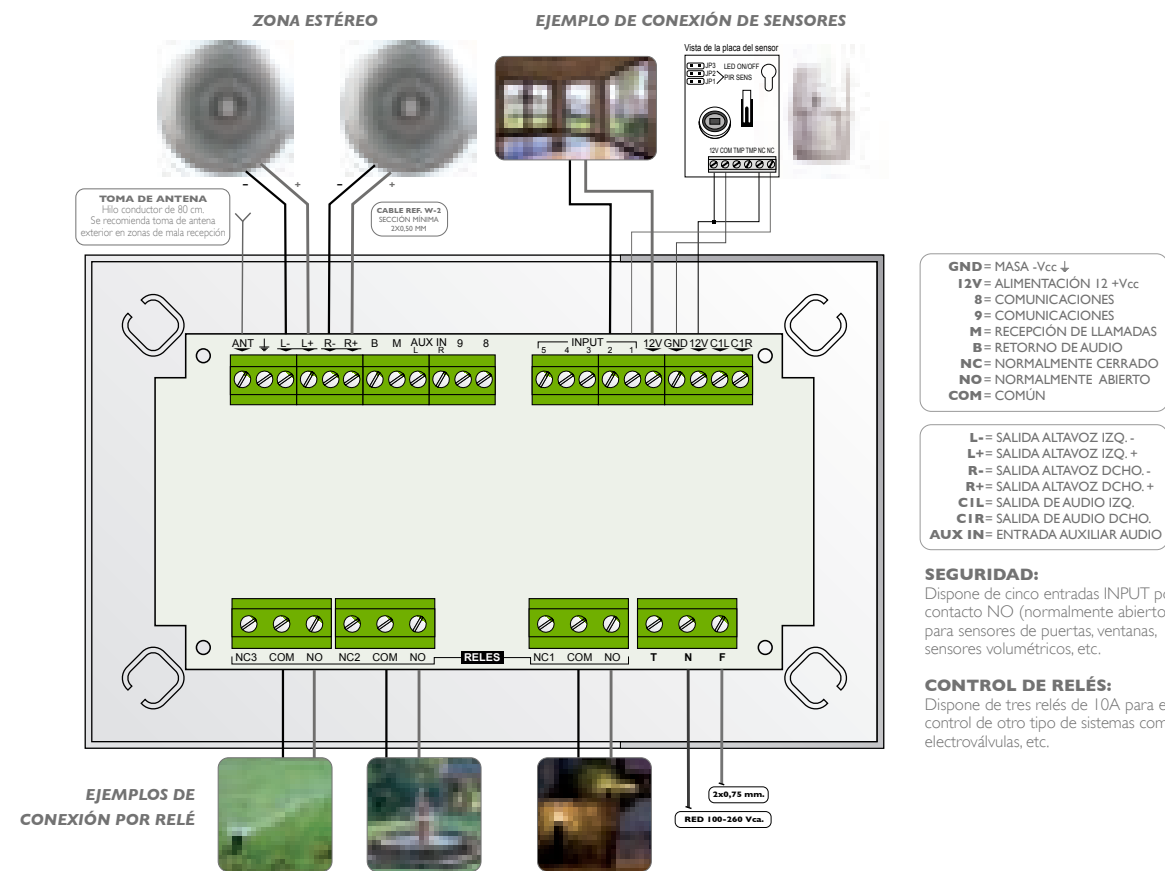 ZONA ESTÉREO
EJEMPLO DE CONEXIÓN DE SENSORES
Vista de la placa del sensor
JP3 LED ON/OFF
JP2
JP1 PIR SENS
12V COM TMP TMP NC NC
- + - +
TOMA DE ANTENA
Hilo conductor de 80 cm.
Se recomienda toma de antena
exterior en zonas de mala recepción
CABLE REF. W-2
SECCIÓN MÍNIMA
2X0,50 MM
ANT L- L+ R- R+ B M AUX IN 9 8
L R
INPUT 12V GND 12V C1L C1R
5 4 3 2 1
NC3 COM NO NC2 COM NO RELES NC1 COM NO T N F
2x0,75 mm.
RED 100-260 Vca.
EJEMPLOS DE
CONEXIÓN POR RELÉ
GND= MASA -Vcc ↓
12V= ALIMENTACIÓN 12 +Vcc
8= COMUNICACIONES
9= COMUNICACIONES
M= RECEPCIÓN DE LLAMADAS
B= RETORNO DE AUDIO
NC= NORMALMENTE CERRADO
NO= NORMALMENTE ABIERTO
COM= COMÚN
L-= SALIDA ALTAVOZ IZQ. -
L+= SALIDA ALTAVOZ IZQ. +
R-= SALIDA ALTAVOZ DCHO. -
R+= SALIDA ALTAVOZ DCHO. +
C1L= SALIDA DE AUDIO IZQ.
C1R= SALIDA DE AUDIO DCHO.
AUX IN= ENTRADA AUXILIAR AUDIO
SEGURIDAD:
Dispone de cinco entradas INPUT
contacto NO (normalmente abierto
para sensores de puertas, ventanas,
sensores volumétricos, etc.
CONTROL DE RELÉS:
Dispone de tres relés de 10A para
control de otro tipo de sistemas
electroválvulas, etc.